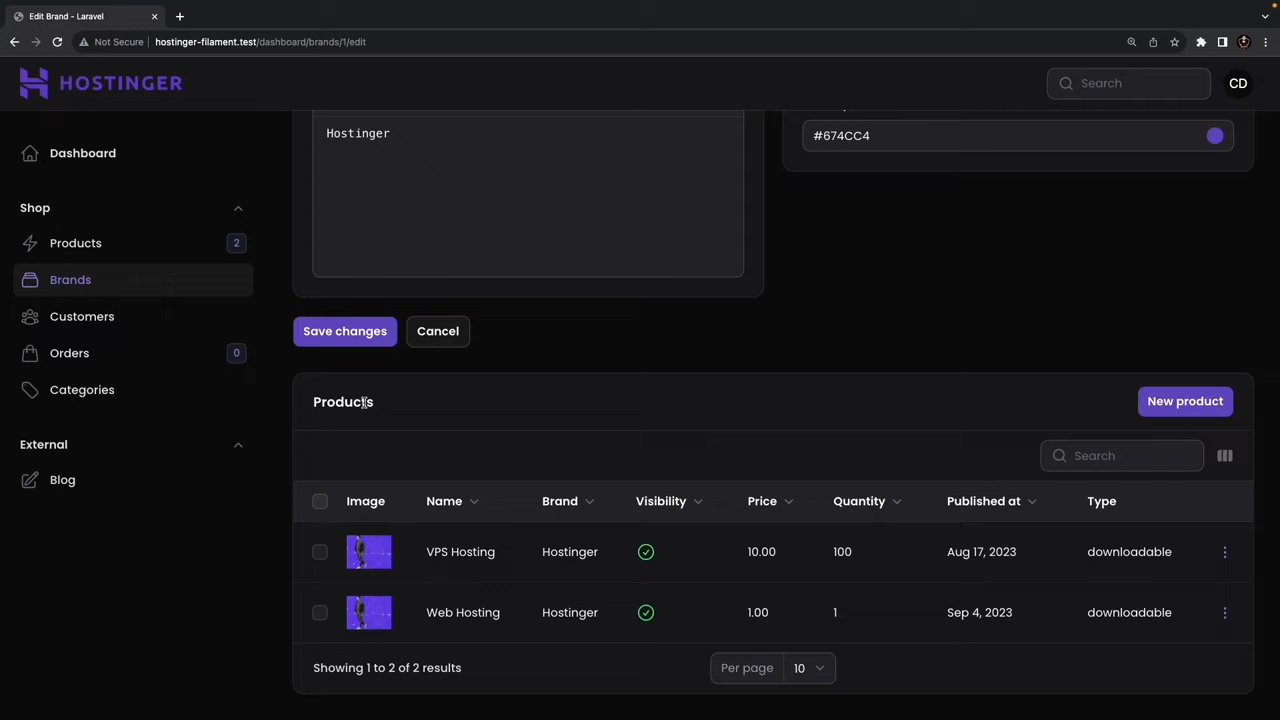 Edit Brand - Laravel
Not Secure hostinger-filament.test/dashboard/brands/1/edit
HOSTINGER
Search
CD
Dashboard
Shop
Products 2
Brands
Customers
Orders 0
Categories
External
Blog
Hostinger
#674CC4
Save changes Cancel
Products
New product
Search
Image Name Brand Visibility Price Quantity Published at Type
VPS Hosting Hostinger 10.00 100 Aug 17, 2023 downloadable
Web Hosting Hostinger 1.00 1 Sep 4, 2023 downloadable
Showing 1 to 2 of 2 results
Per page 10